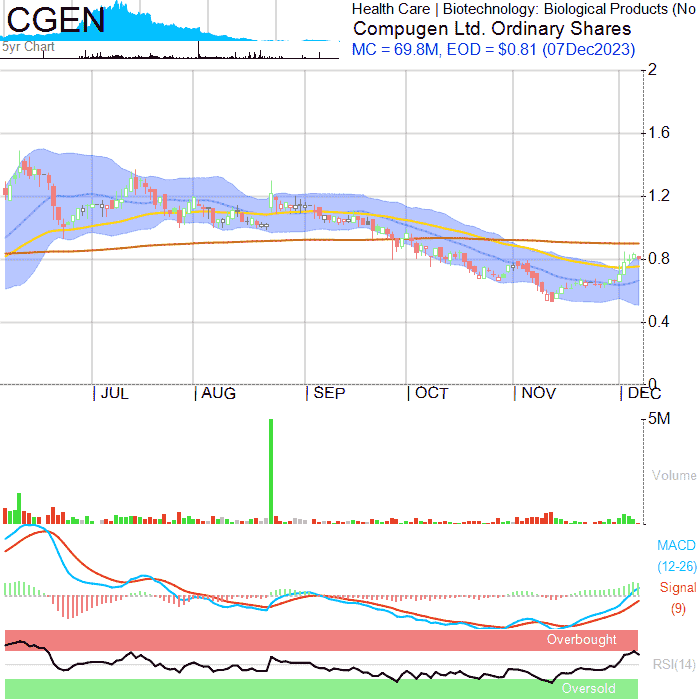 CGEN
5yr Chart
Health Care | Biotechnology: Biological Products (No
Compugen Ltd. Ordinary Shares
MC = 69.8M, EOD = $0.81 (07Dec2023)
2
1.6
1.2
0.8
0.4
0
JUL AUG SEP OCT NOV DEC
5M
Volume
MACD
(12-26)
Signal
(9)
Overbought
RSI(14)
Oversold